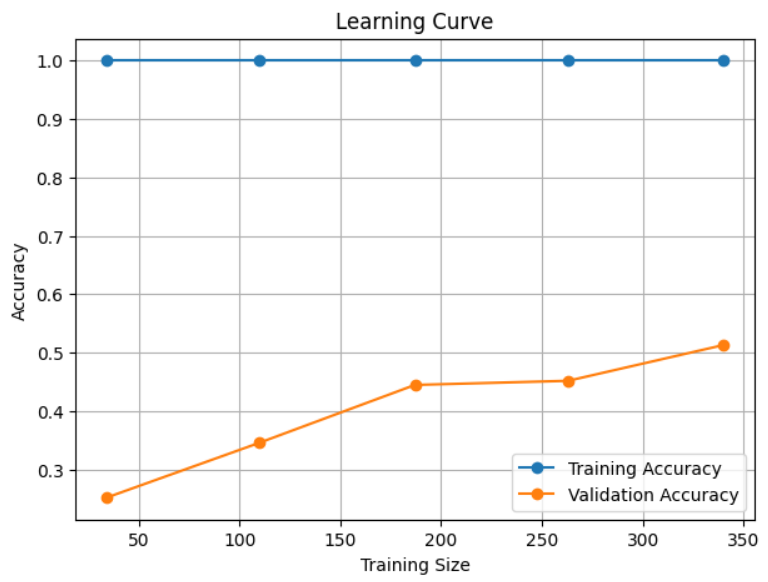 Learning Curve
1.0
0.9
0.8
0.7
0.6
0.5
0.4
0.3
Accuracy
Training Accuracy
Validation Accuracy
50 100 150 200 250 300 350
Training Size